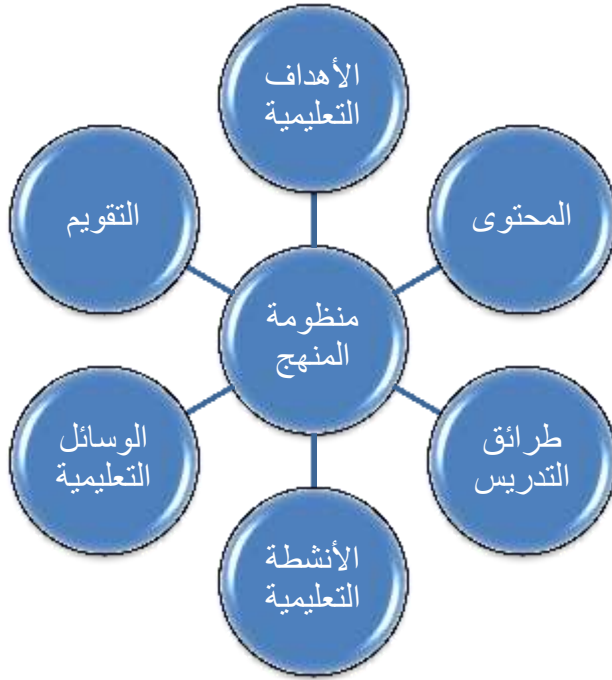 الأهداف
التعليمية
المحتوى
التقويم
منظومة
المنهج
طرائق
التدريس
الوسائل
التعليمية
الأنشطة
التعليمية